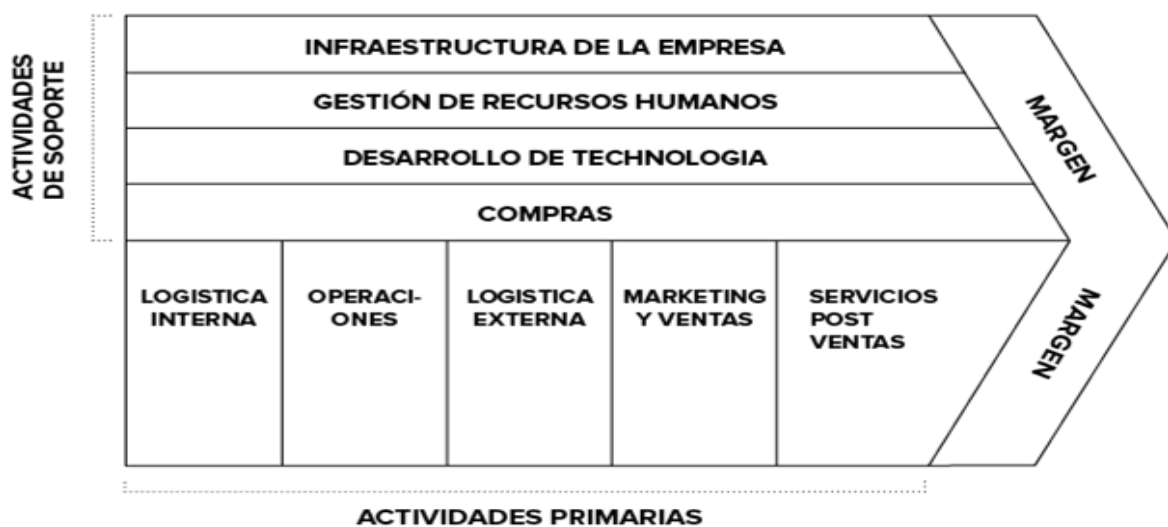 ACTIVIDADES
DE SOPORTE
INFRAESTRUCTURA DE LA EMPRESA
GESTIÓN DE RECURSOS HUMANOS
DESARROLLO DE TECHNOLOGIA
COMPRAS
LOGISTICA
INTERNA
OPERACI-
ONES
LOGISTICA
EXTERNA
MARKETING
Y VENTAS
SERVICIOS
POST
VENTAS
MARGEN
MARGEN
ACTIVIDADES PRIMARIAS